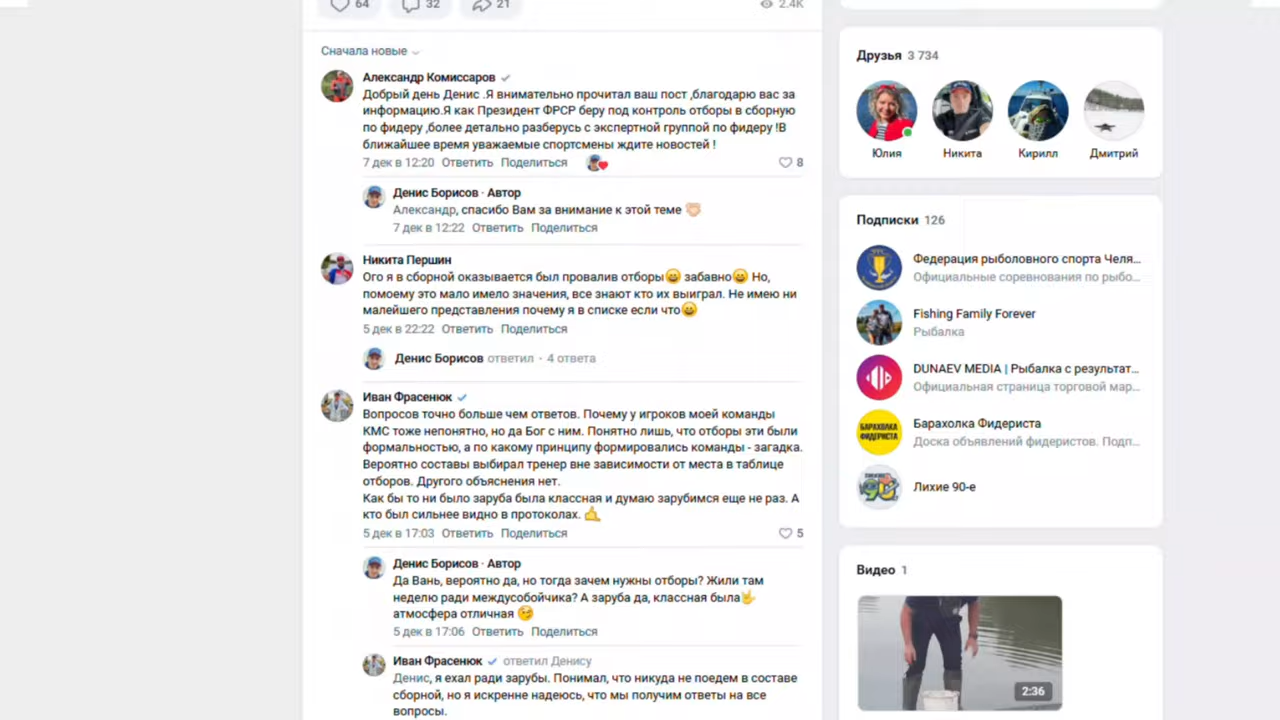 64 32 21 2.4K
Сначала новые
Александр Комиссаров
Добрый день Денис .Я внимательно прочитал ваш пост ,благодарю вас за
информацию.Я как Президент ФРСР беру под контроль отборы в сборную
по фидеру ,более детально разберусь с экспертной группой по фидеру !В
ближайшее время уважаемые спортсмены ждите новостей !
7 дек в 12:20 Ответить Поделиться 8
Денис Борисов · Автор
Александр, спасибо Вам за внимание к этой теме
7 дек в 12:22 Ответить Поделиться
Никита Першин
Ого я в сборной оказывается был провалив отборы😀 забавно😀 Но,
помоему это мало имело значения, все знают кто их выиграл. Не имею ни
малейшего представления почему я в списке если что😀
5 дек в 22:22 Ответить Поделиться
Денис Борисов ответил · 4 ответа
Иван Фрасенюк
Вопросов точно больше чем ответов. Почему у игроков моей команды
КМС тоже непонятно, но да Бог с ним. Понятно лишь, что отборы эти были
формальностью, а по какому принципу формировались команды - загадка.
Вероятно составы выбирал тренер вне зависимости от места в таблице
отборов. Другого объяснения нет.
Как бы то ни было заруба была классная и думаю зарубимся еще не раз. А
кто был сильнее видно в протоколах. 🤙
5 дек в 17:03 Ответить Поделиться 5
Денис Борисов · Автор
Да Вань, вероятно да, но тогда зачем нужны отборы? Жили там
неделю ради междусобойчика? А заруба да, классная была🤟
атмосфера отличная 😉
5 дек в 17:06 Ответить Поделиться
Иван Фрасенюк ответил Денису
Денис, я ехал ради зарубы. Понимал, что никуда не поедем в составе
сборной, но я искренне надеюсь, что мы получим ответы на все
вопросы.
Друзья 3 734
Юлия Никита Кирилл Дмитрий
Подписки 126
Федерация рыболовного спорта Челя...
Официальные соревнования по рыбо...
Fishing Family Forever
Рыбалка
DUNAEV MEDIA | Рыбалка с результат...
Официальная страница торговой мар...
БАРАХОЛКА
ФИДЕРИСТА
Барахолка Фидериста
Доска объявлений фидеристов. Подп...
Лихие 90-е
Видео 1
2:36